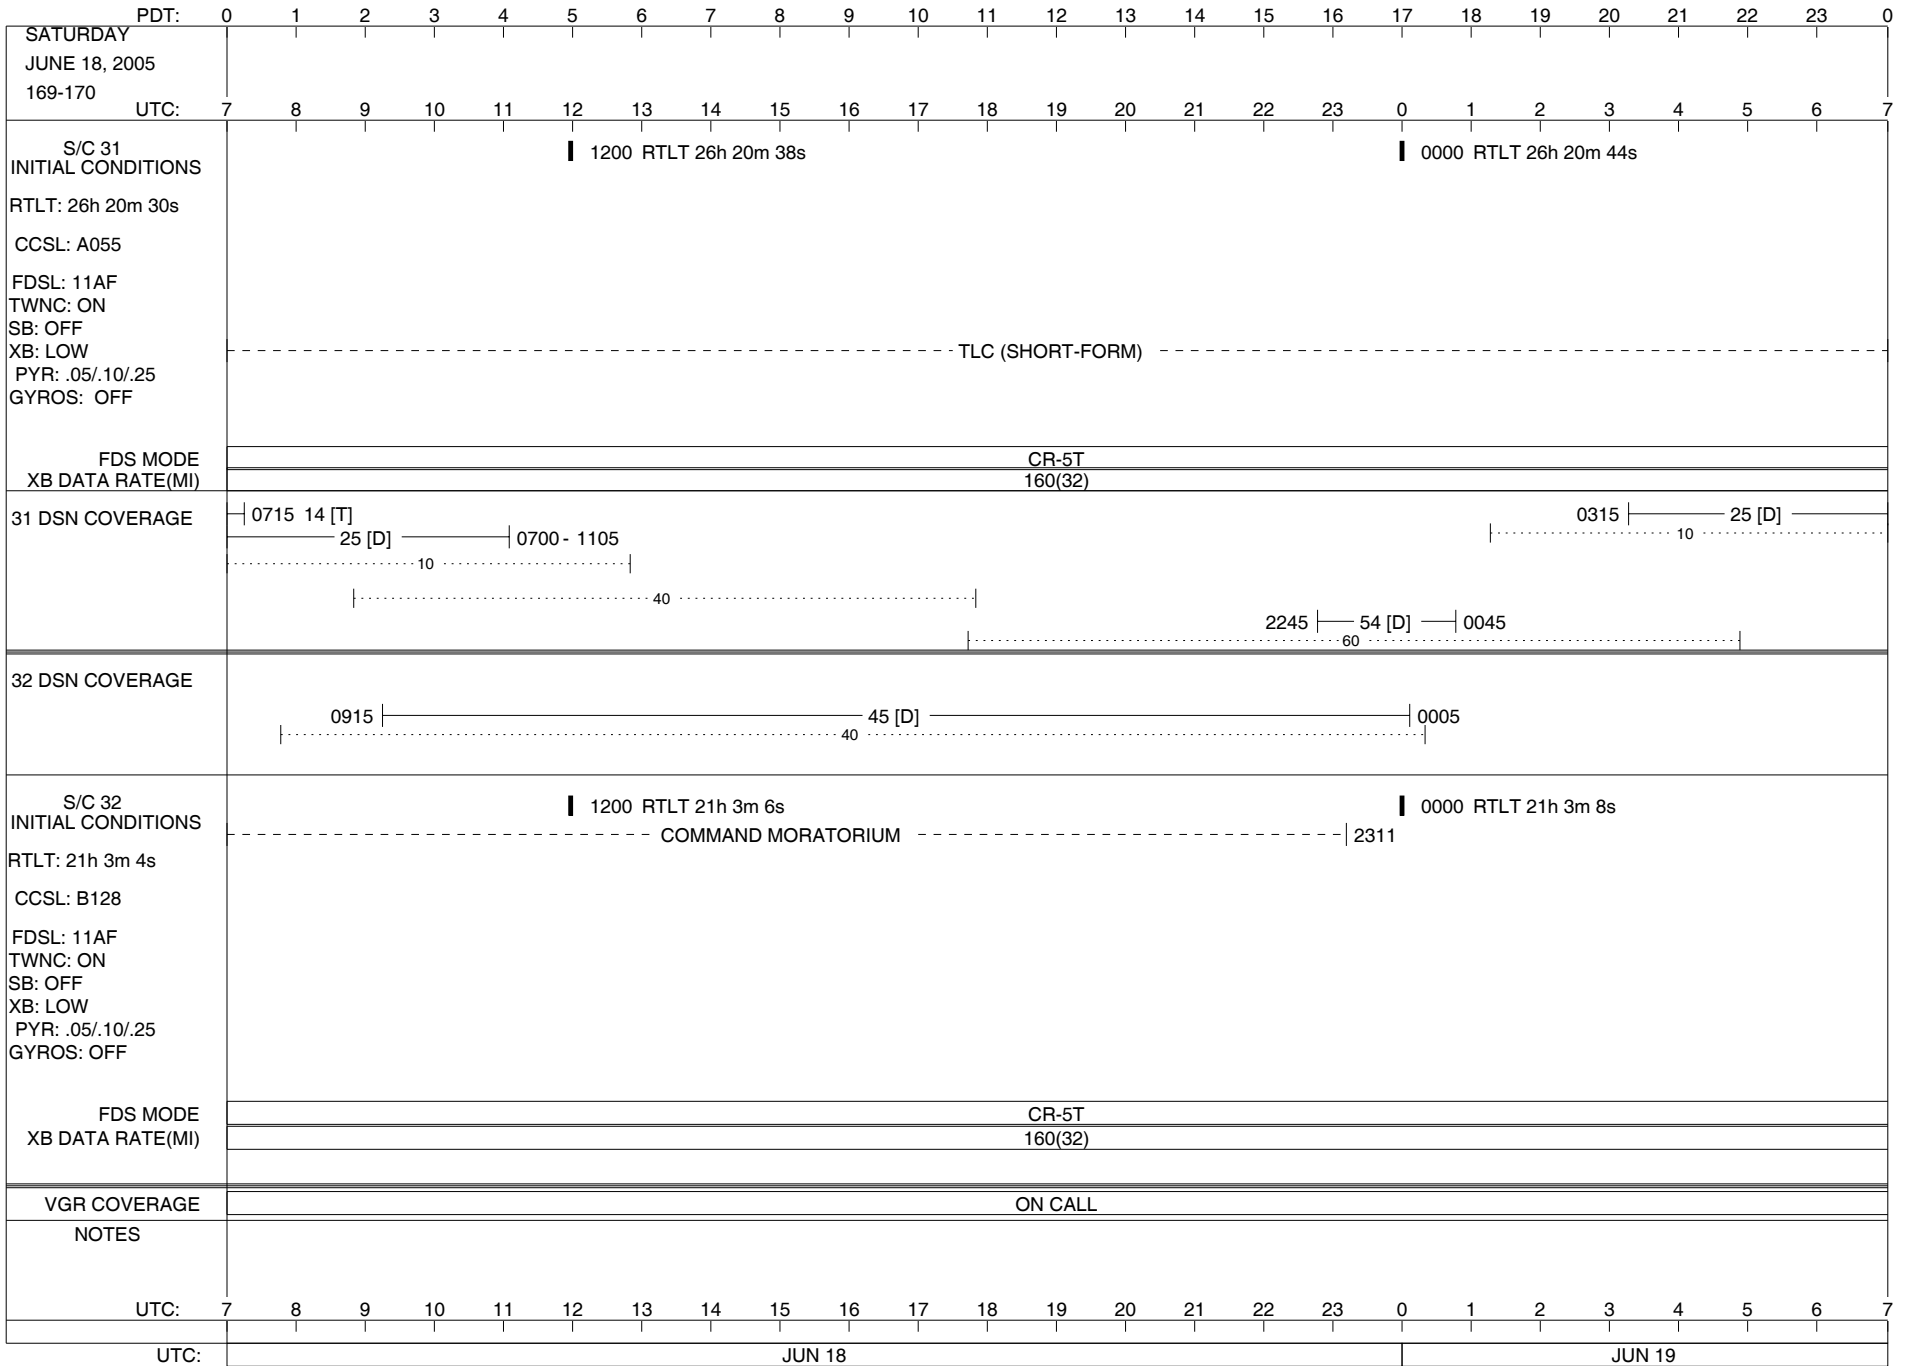 PDT: 0 1 2 3 4 5 6 7 8 9 10 11 12 13 14 15 16 17 18 19 20 21 22 23 0
SATURDAY
JUNE 18, 2005
169-170
UTC: 7 8 9 10 11 12 13 14 15 16 17 18 19 20 21 22 23 0 1 2 3 4 5 6 7
S/C 31
INITIAL CONDITIONS
1200 RTLT 26h 20m 38s
0000 RTLT 26h 20m 44s
RTLT: 26h 20m 30s
CCSL: A055
FDSL: 11AF
TWNC: ON
SB: OFF
XB: LOW
TLC (SHORT-FORM)
PYR: .05/.10/.25
GYROS: OFF
FDS MODE CR-5T
XB DATA RATE(MI) 160(32)
31 DSN COVERAGE
0715 14 [T]
0315 25 [D]
25 [D] 0700 - 1105
10
10
40
2245 54 [D] 0045
60
32 DSN COVERAGE
0915 45 [D] 0005
40
S/C 32
INITIAL CONDITIONS
1200 RTLT 21h 3m 6s
0000 RTLT 21h 3m 8s
COMMAND MORATORIUM 2311
RTLT: 21h 3m 4s
CCSL: B128
FDSL: 11AF
TWNC: ON
SB: OFF
XB: LOW
PYR: .05/.10/.25
GYROS: OFF
FDS MODE CR-5T
XB DATA RATE(MI) 160(32)
VGR COVERAGE ON CALL
NOTES
UTC: 7 8 9 10 11 12 13 14 15 16 17 18 19 20 21 22 23 0 1 2 3 4 5 6 7
UTC: JUN 18 JUN 19